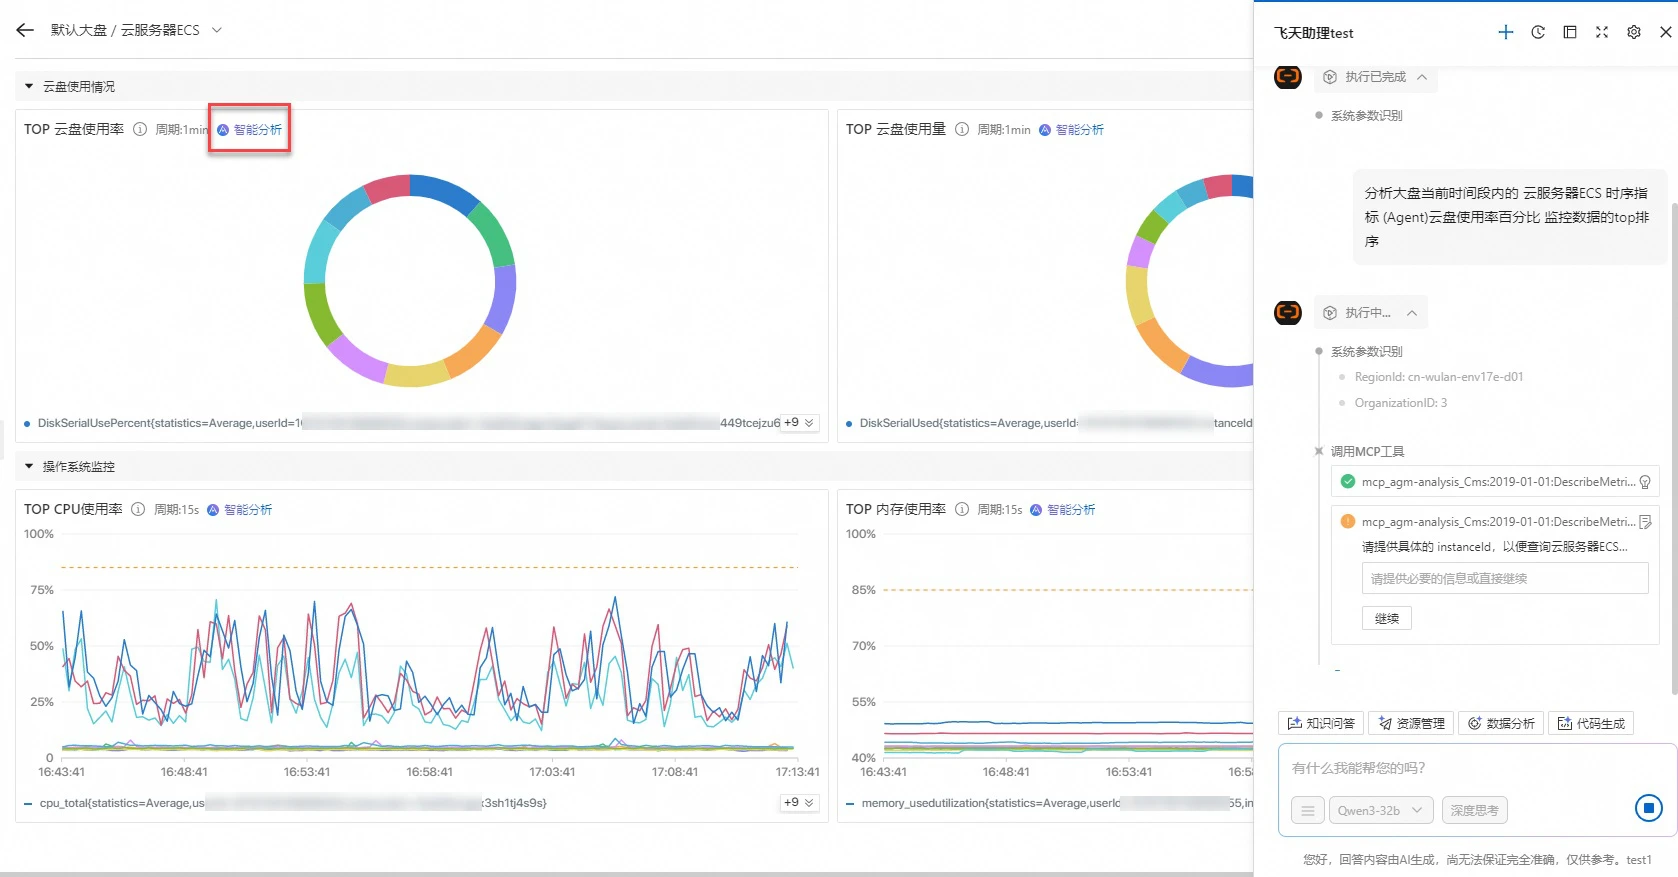 默认大盘 / 云服务器ECS
云盘使用情况
TOP 云盘使用率 周期:1min 智能分析
DiskSerialUsePercent{statistics=Average,userId=1 449tcejzu6 +9
TOP 云盘使用量 周期:1min 智能分析
DiskSerialUsed{statistics=Average,userId= tanceId
操作系统监控
TOP CPU使用率 周期:15s 智能分析
100%
75%
50%
25%
0
16:43:41 16:48:41 16:53:41 16:58:41 17:03:41 17:08:41 17:13:41
cpu_total{statistics=Average,us x3sh1tj4s9s} +9
TOP 内存使用率 周期:15s 智能分析
100%
85%
70%
55%
40%
16:43:41 16:48:41 16:53:41 16:58
memory_usedutilization{statistics=Average,userId 55,in
飞天助理test
执行已完成
系统参数识别
分析大盘当前时间段内的 云服务器ECS 时序指
标 (Agent)云盘使用率百分比 监控数据的top排
序
执行中...
系统参数识别
RegionId: cn-wulan-env17e-d01
OrganizationID: 3
调用MCP工具
mcp_agm-analysis_Cms:2019-01-01:DescribeMetri...
mcp_agm-analysis_Cms:2019-01-01:DescribeMetri...
请提供具体的 instanceId，以便查询云服务器ECS...
请提供必要的信息或直接继续
继续
知识问答 资源管理 数据分析 代码生成
有什么我能帮您的吗?
Qwen3-32b 深度思考
您好，回答内容由AI生成，尚无法保证完全准确，仅供参考。test1